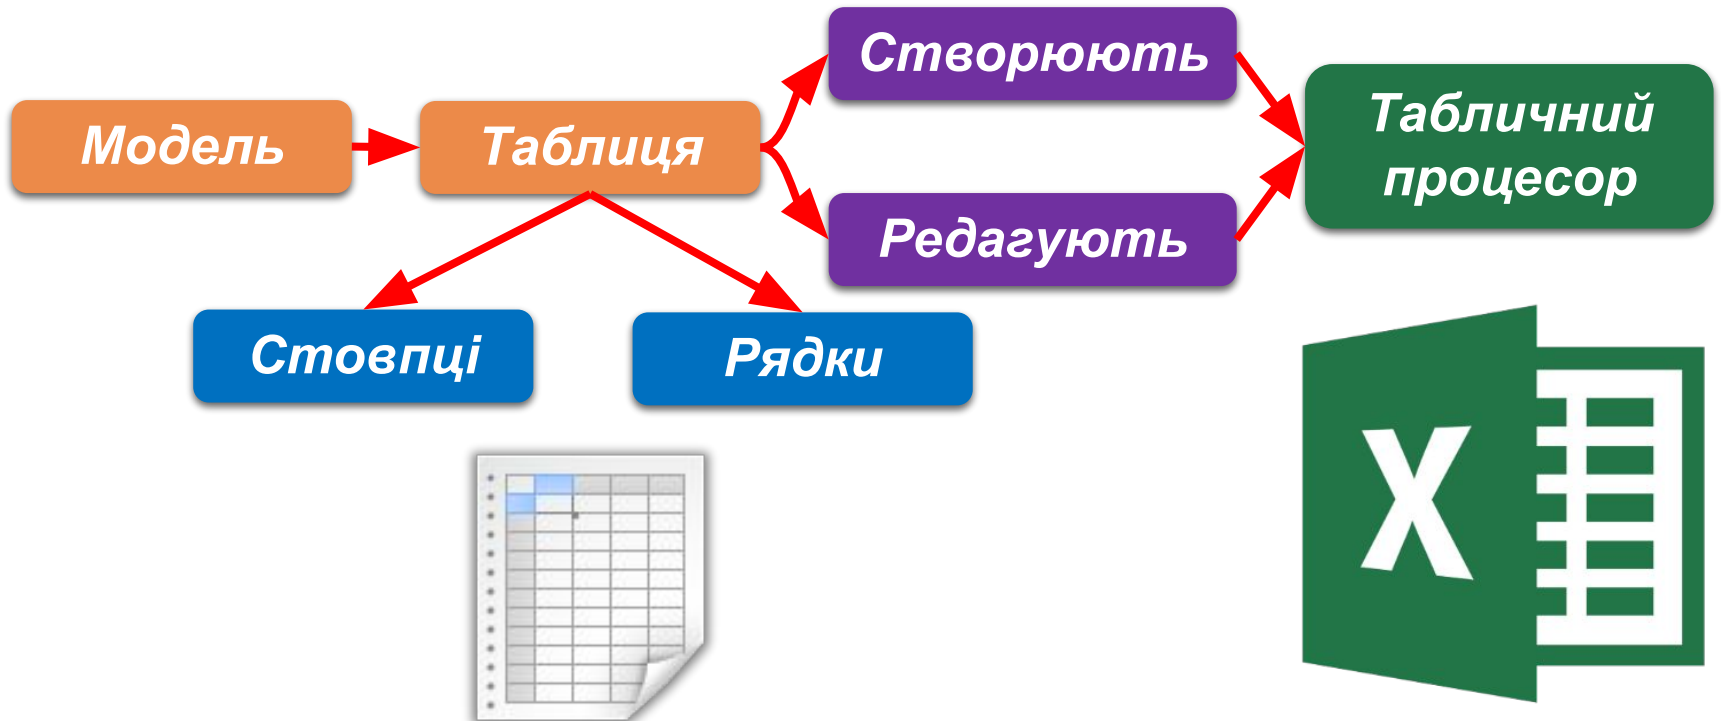 Модель
Таблиця
Створюють
Редагують
Табличний
процесор
Стовпці
Рядки
X